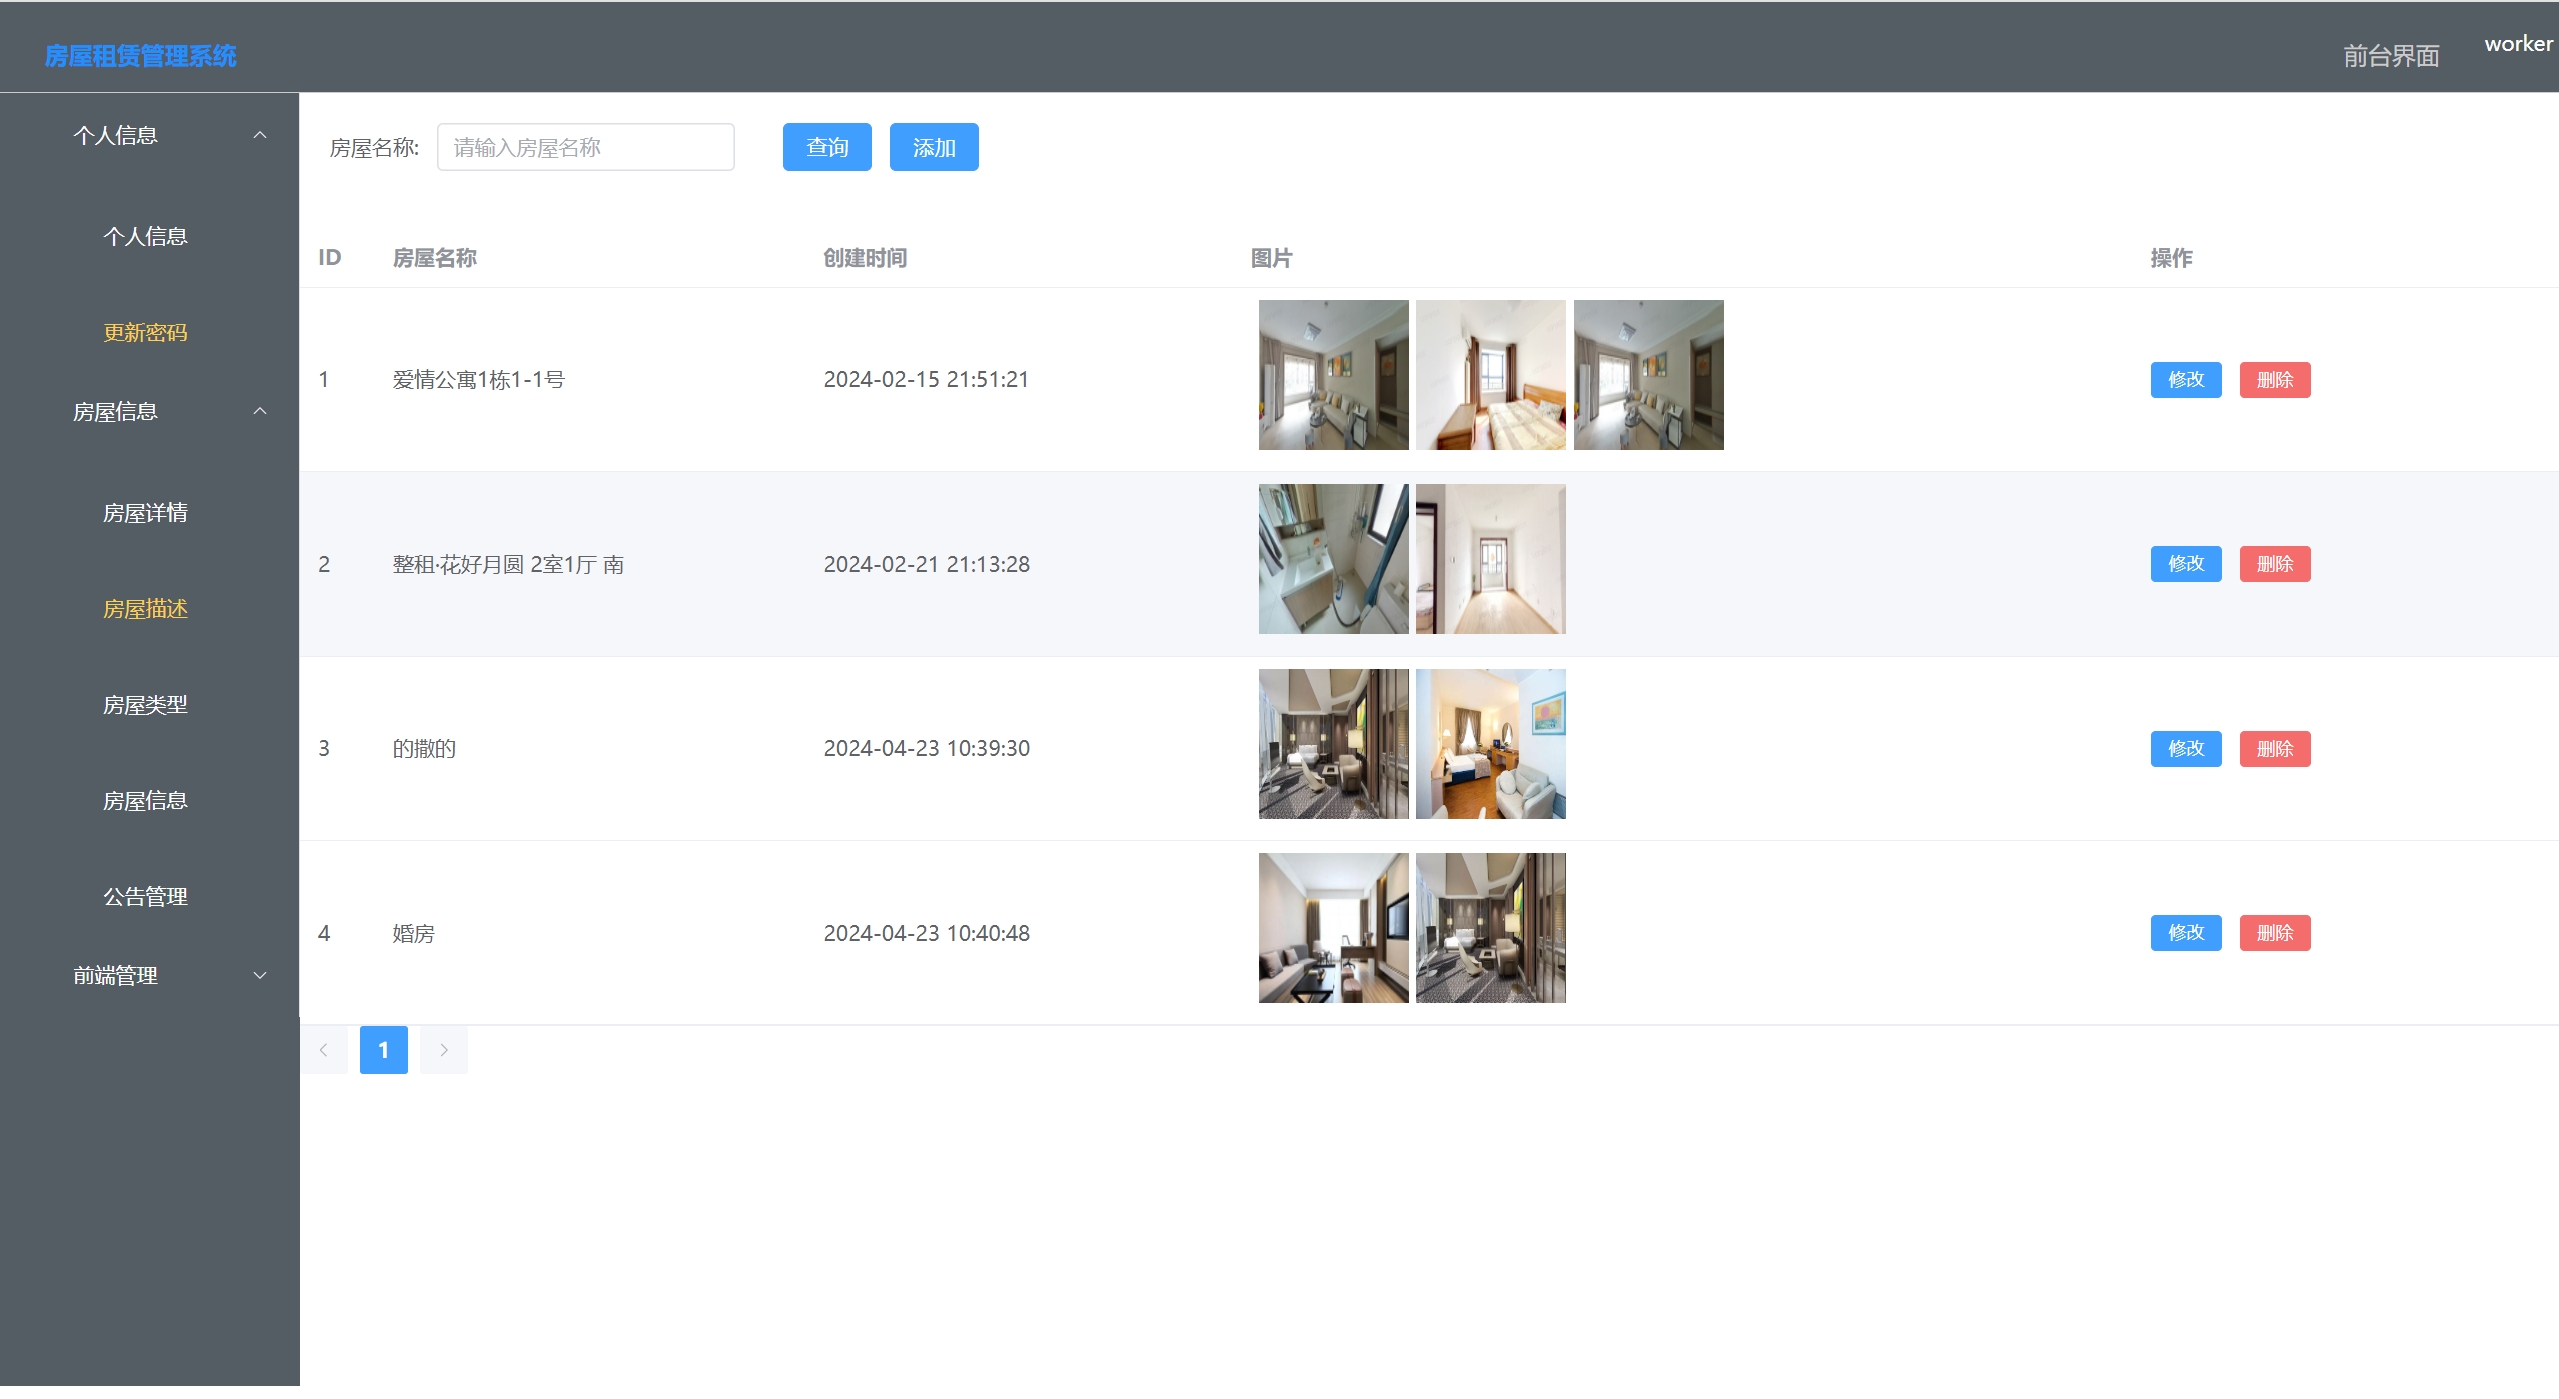 房屋租赁管理系统
前台界面
worker
个人信息
个人信息
更新密码
房屋信息
房屋详情
房屋描述
房屋类型
房屋信息
公告管理
前端管理
房屋名称: 请输入房屋名称 查询 添加
ID 房屋名称 创建时间 图片 操作
1 爱情公寓1栋1-1号 2024-02-15 21:51:21 修改 删除
2 整租·花好月圆 2室1厅 南 2024-02-21 21:13:28 修改 删除
3 的撒的 2024-04-23 10:39:30 修改 删除
4 婚房 2024-04-23 10:40:48 修改 删除
1